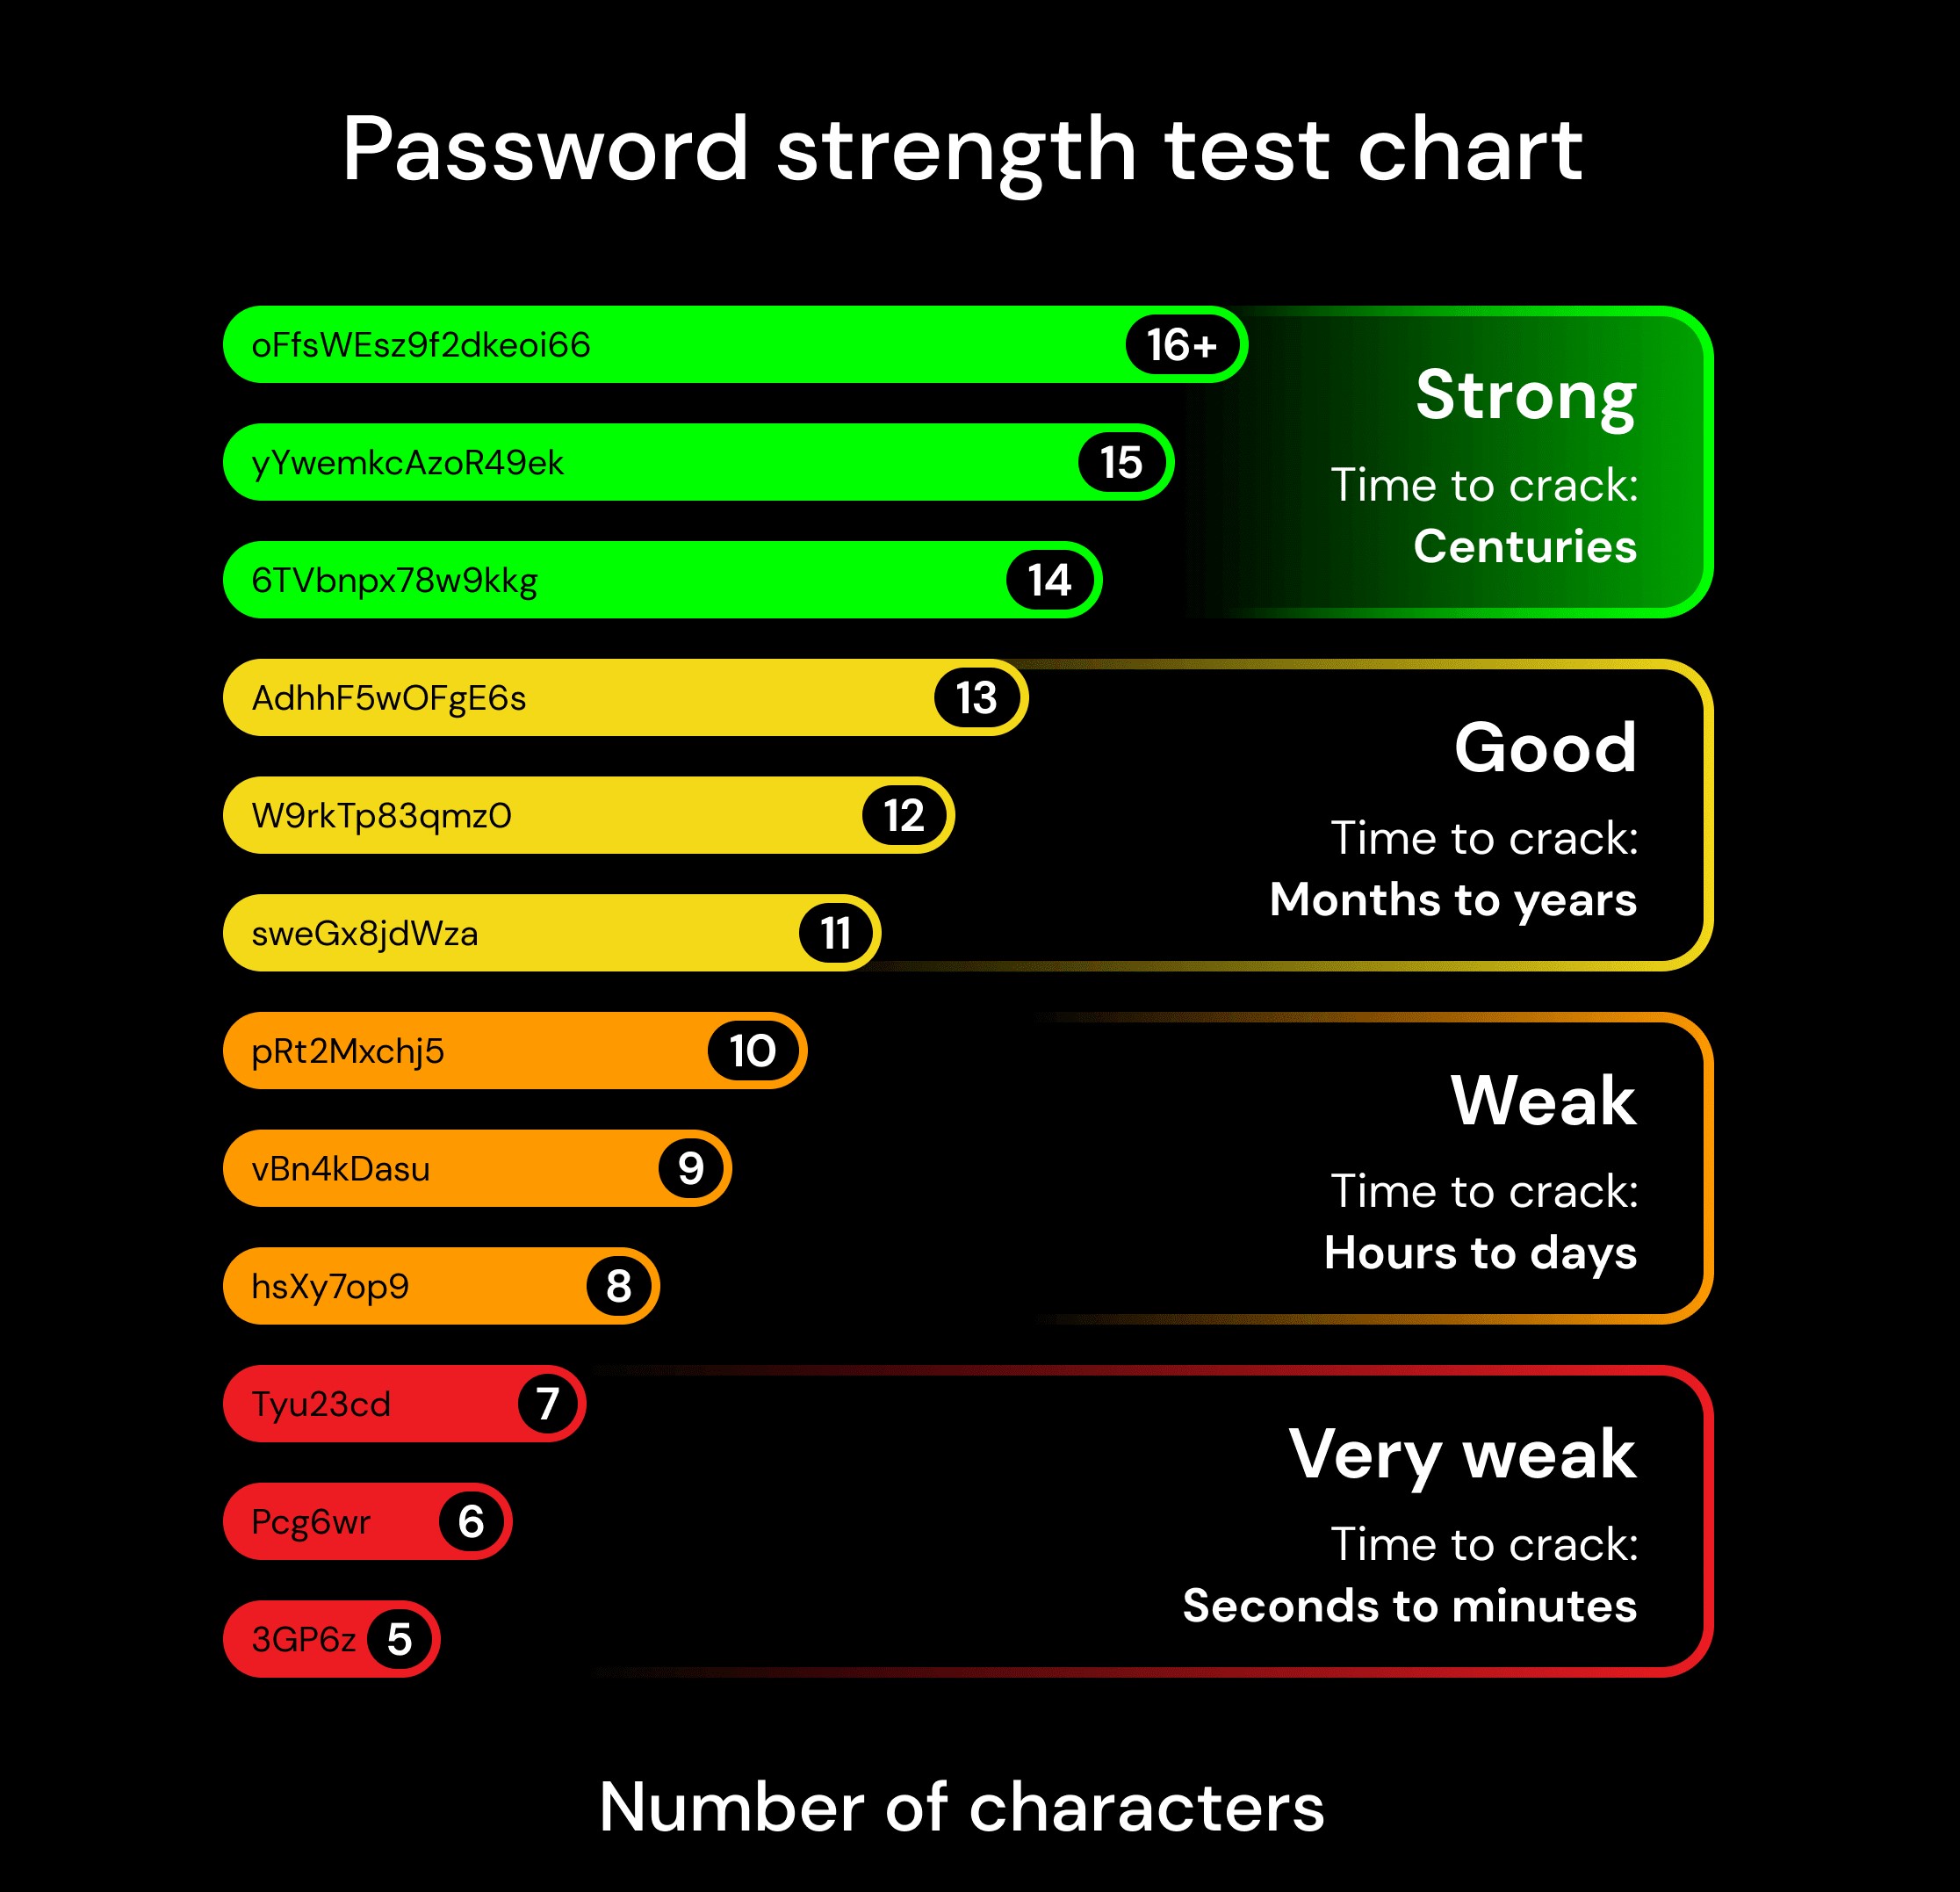 Password strength test chart
oFfsWEsz9f2dkeoi66 16+
yYwemkcAzoR49ek 15
6TVbnpx78w9kkg 14
Strong
Time to crack:
Centuries
AdhhF5wOFgE6s 13
W9rkTp83qmz0 12
sweGx8jdWza 11
Good
Time to crack:
Months to years
pRt2Mxchj5 10
vBn4kDasu 9
hsXy7op9 8
Weak
Time to crack:
Hours to days
Tyu23cd 7
Pcg6wr 6
3GP6z 5
Very weak
Time to crack:
Seconds to minutes
Number of characters